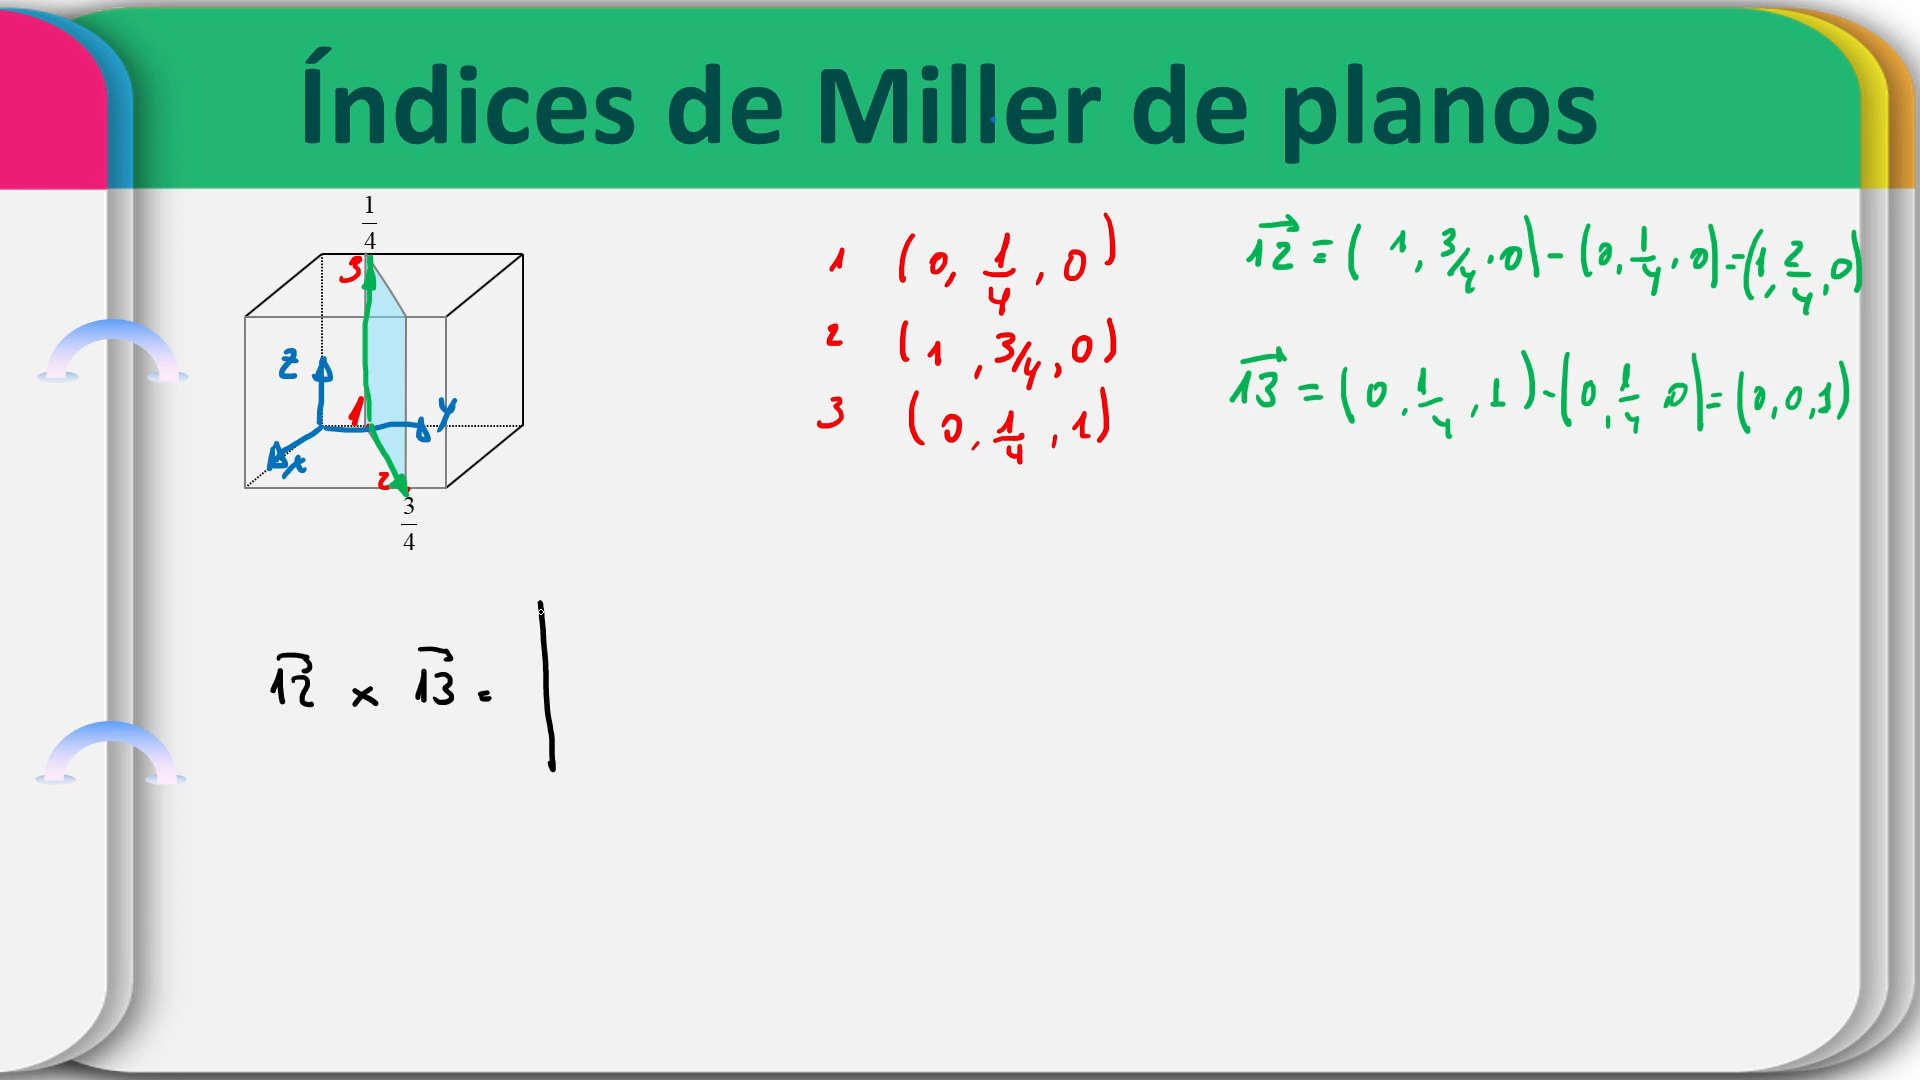 Índices de Miller de planos
1
4
3
z
1
y
x
2
3
4
1 (0, 1/4, 0)
2 (1, 3/4, 0)
3 (0, 1/4, 1)
12 = (1, 3/4, 0) - (0, 1/4, 0) = (1, 2/4, 0)
13 = (0, 1/4, 1) - (0, 1/4 0) = (0, 0, 1)
12 x 13 = |